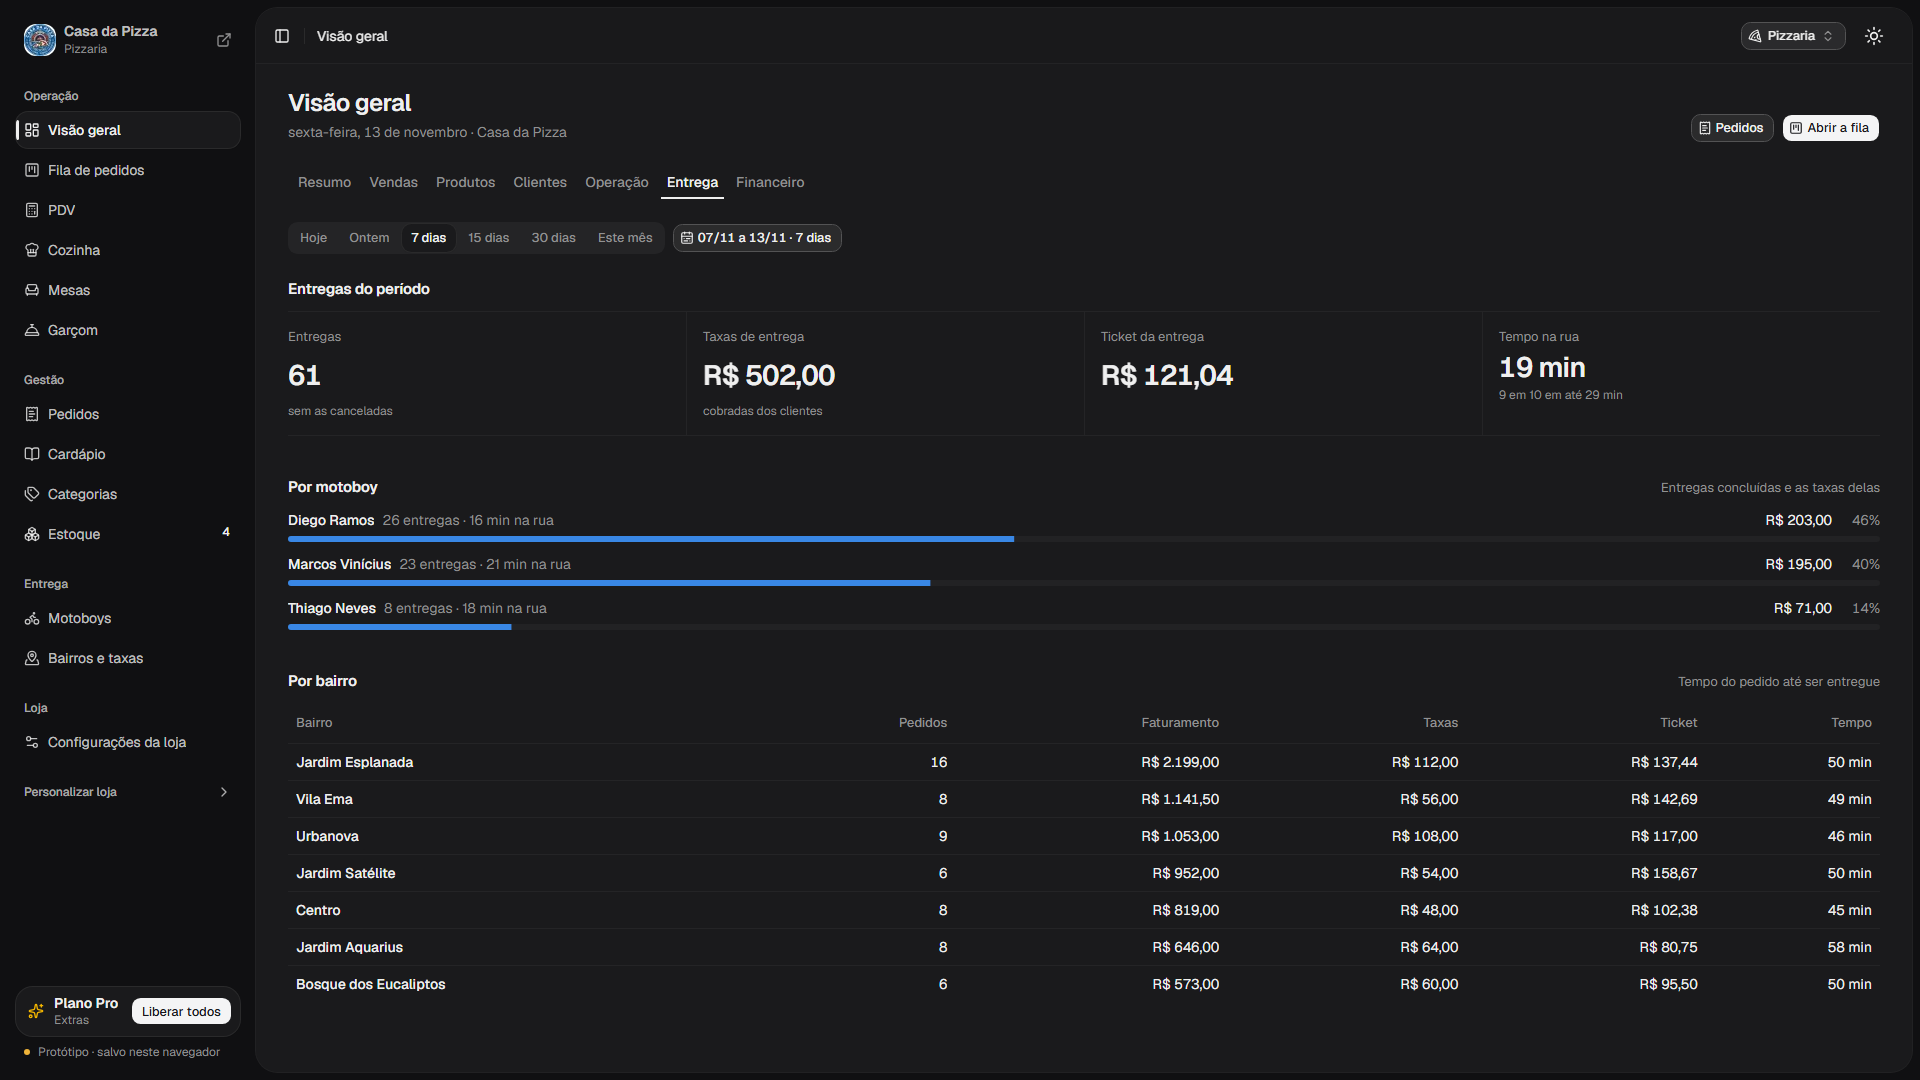 Casa da Pizza
Pizzaria
Operação
Visão geral
Fila de pedidos
PDV
Cozinha
Mesas
Garçom
Gestão
Pedidos
Cardápio
Categorias
Estoque 4
Entrega
Motoboys
Bairros e taxas
Loja
Configurações da loja
Personalizar loja
Plano Pro
Extras
Liberar todos
Protótipo · salvo neste navegador
Visão geral
Pizzaria
Visão geral
sexta-feira, 13 de novembro · Casa da Pizza
Pedidos
Abrir a fila
Resumo Vendas Produtos Clientes Operação Entrega Financeiro
Hoje Ontem 7 dias 15 dias 30 dias Este mês 07/11 a 13/11 · 7 dias
Entregas do período
Entregas
61
sem as canceladas
Taxas de entrega
R$ 502,00
cobradas dos clientes
Ticket da entrega
R$ 121,04
Tempo na rua
19 min
9 em 10 em até 29 min
Por motoboy Entregas concluídas e as taxas delas
Diego Ramos 26 entregas · 16 min na rua R$ 203,00 46%
Marcos Vinícius 23 entregas · 21 min na rua R$ 195,00 40%
Thiago Neves 8 entregas · 18 min na rua R$ 71,00 14%
Por bairro Tempo do pedido até ser entregue
Bairro Pedidos Faturamento Taxas Ticket Tempo
Jardim Esplanada 16 R$ 2.199,00 R$ 112,00 R$ 137,44 50 min
Vila Ema 8 R$ 1.141,50 R$ 56,00 R$ 142,69 49 min
Urbanova 9 R$ 1.053,00 R$ 108,00 R$ 117,00 46 min
Jardim Satélite 6 R$ 952,00 R$ 54,00 R$ 158,67 50 min
Centro 8 R$ 819,00 R$ 48,00 R$ 102,38 45 min
Jardim Aquarius 8 R$ 646,00 R$ 64,00 R$ 80,75 58 min
Bosque dos Eucaliptos 6 R$ 573,00 R$ 60,00 R$ 95,50 50 min